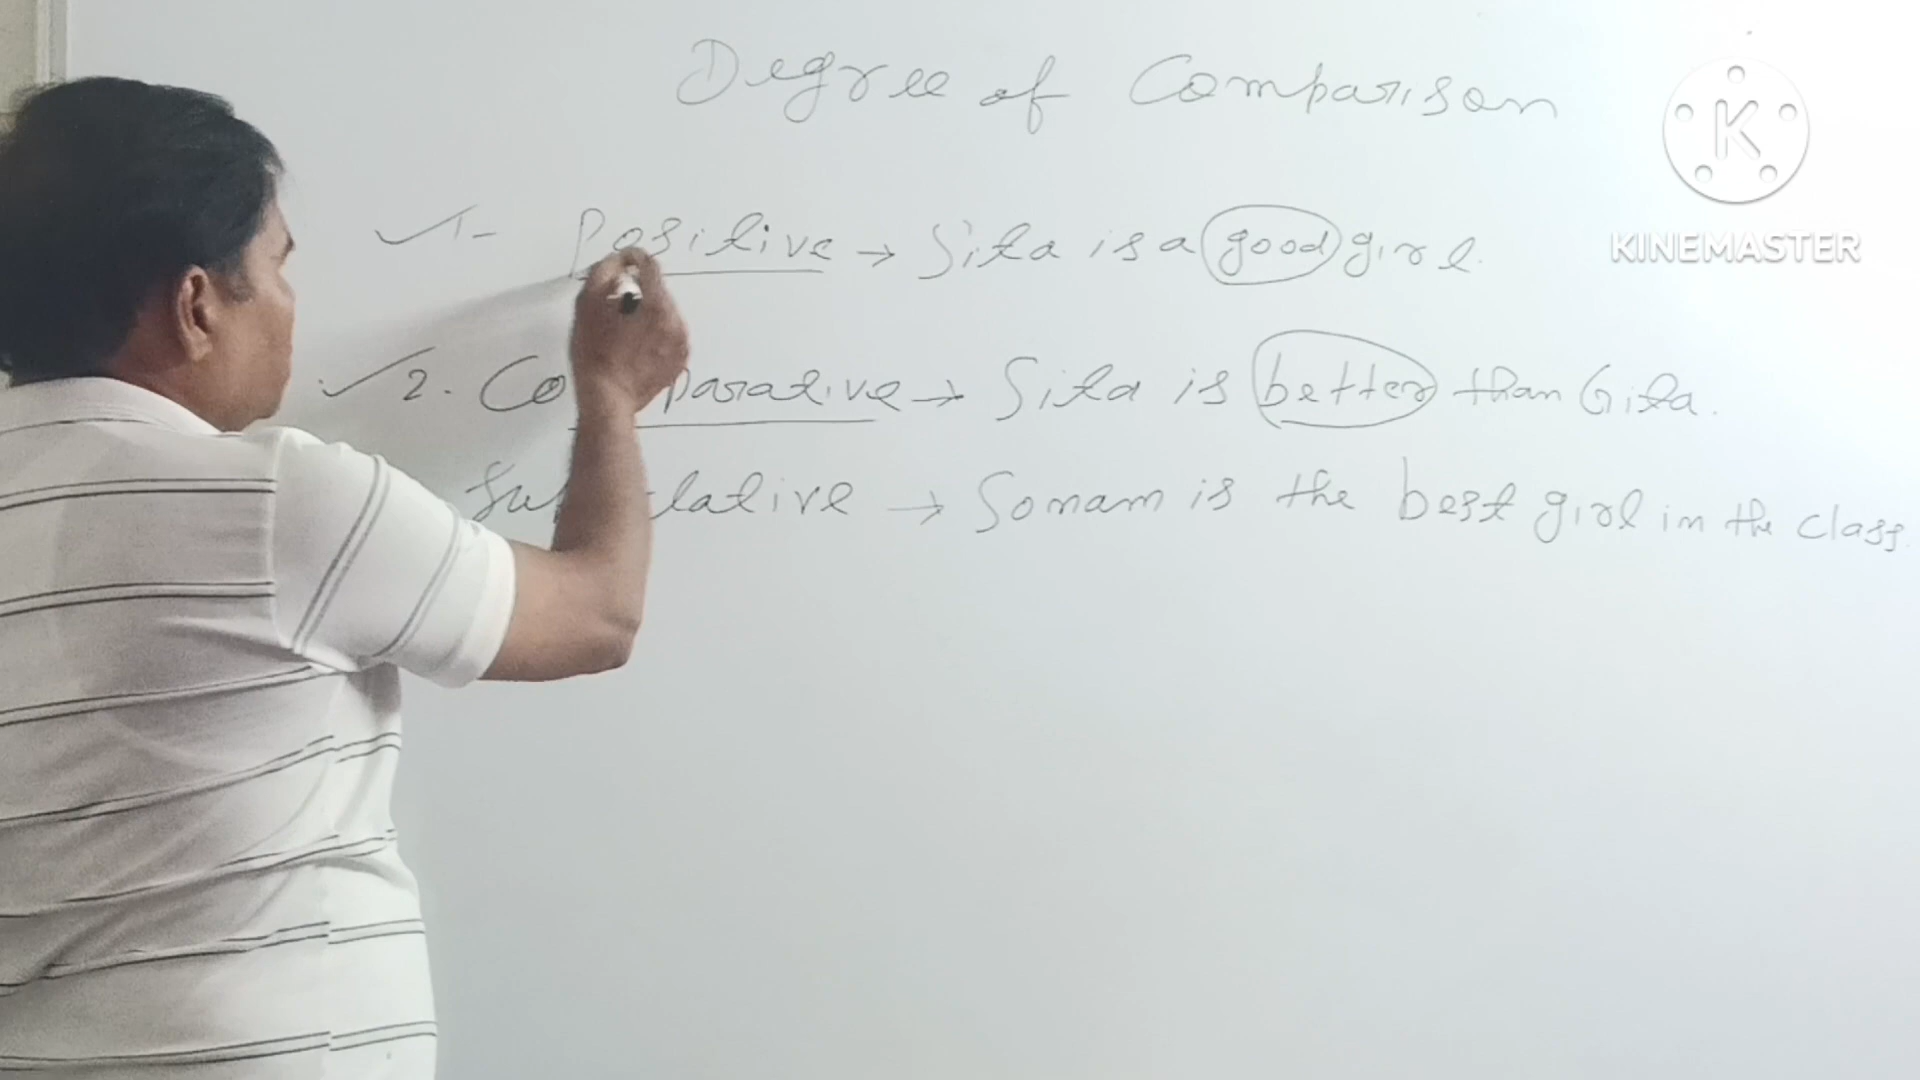 Degree of Comparison
KINEMASTER
1- Positive → Sita is a good girl.
2. Comparative → Sita is better than Gita.
→ Sonam is the best girl in the class.